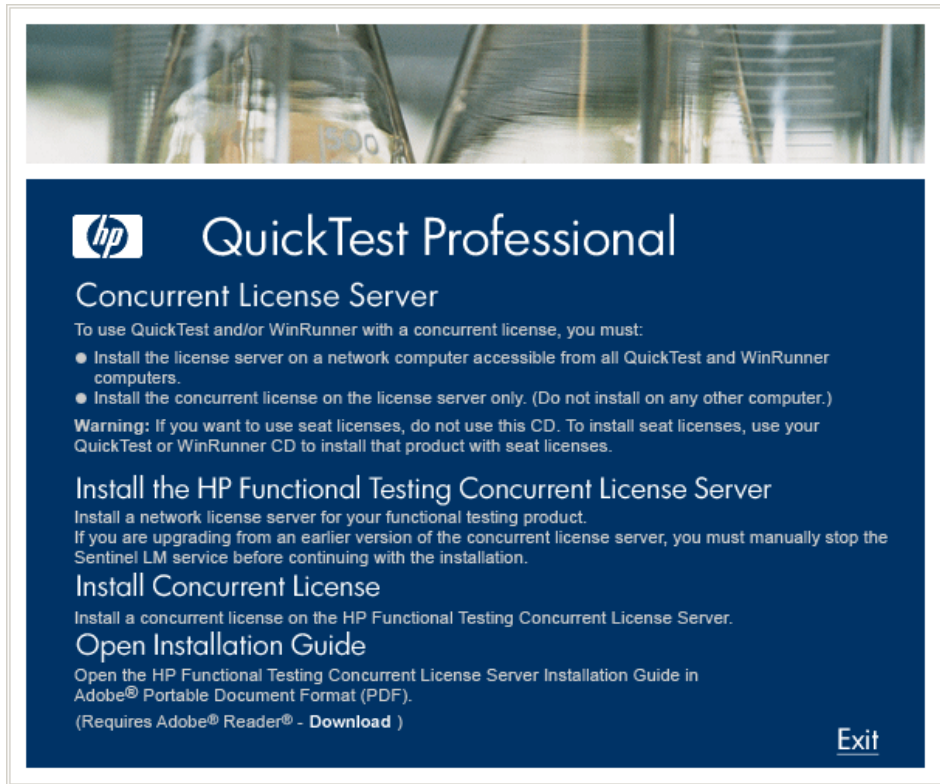 500
hp
QuickTest Professional
Concurrent License Server
To use QuickTest and/or WinRunner with a concurrent license, you must:
● Install the license server on a network computer accessible from all QuickTest and WinRunner
computers.
● Install the concurrent license on the license server only. (Do not install on any other computer.)
Warning: If you want to use seat licenses, do not use this CD. To install seat licenses, use your
QuickTest or WinRunner CD to install that product with seat licenses.
Install the HP Functional Testing Concurrent License Server
Install a network license server for your functional testing product.
If you are upgrading from an earlier version of the concurrent license server, you must manually stop the
Sentinel LM service before continuing with the installation.
Install Concurrent License
Install a concurrent license on the HP Functional Testing Concurrent License Server.
Open Installation Guide
Open the HP Functional Testing Concurrent License Server Installation Guide in
Adobe® Portable Document Format (PDF).
(Requires Adobe® Reader® - Download )
Exit